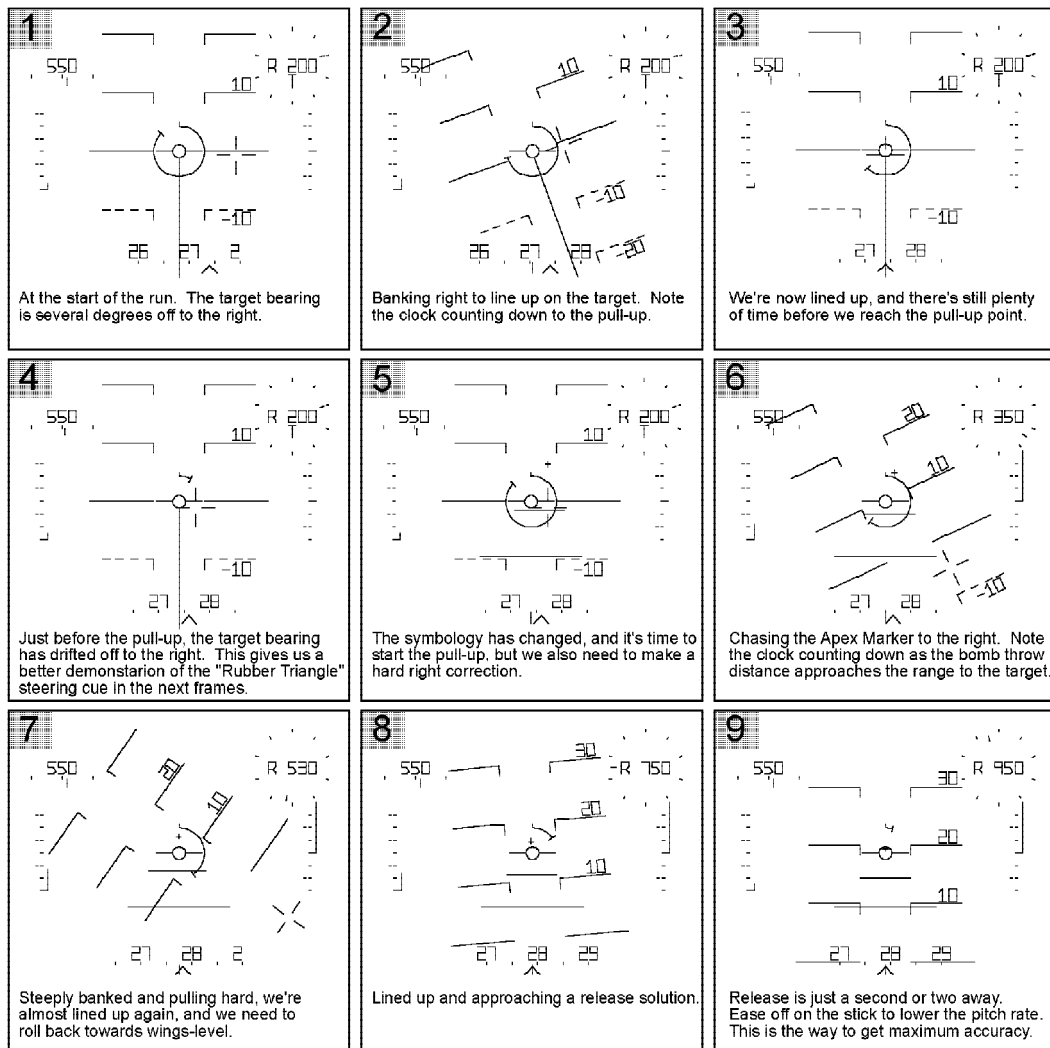 1
550
R 200
10
-10
26 27 2
At the start of the run. The target bearing
is several degrees off to the right.
2
550
10
R 200
-10
-20
26 27 28
Banking right to line up on the target. Note
the clock counting down to the pull-up.
3
550
R 200
10
-10
27 28
We're now lined up, and there's still plenty
of time before we reach the pull-up point.
4
550
R 200
10
-10
27 28
Just before the pull-up, the target bearing
has drifted off to the right. This gives us a
better demonstarion of the "Rubber Triangle"
steering cue in the next frames.
5
550
R 200
10
-10
27 28
The symbology has changed, and it's time to
start the pull-up, but we also need to make a
hard right correction.
6
550
20
R 350
10
-10
27 28
Chasing the Apex Marker to the right. Note
the clock counting down as the bomb throw
distance approaches the range to the target.
7
550
20
R 530
10
27 28 2
Steeply banked and pulling hard, we're
almost lined up again, and we need to
roll back towards wings-level.
8
550
30
R 750
20
10
27 28 29
Lined up and approaching a release solution.
9
550
R 950
30
20
10
27 28 29
Release is just a second or two away.
Ease off on the stick to lower the pitch rate.
This is the way to get maximum accuracy.